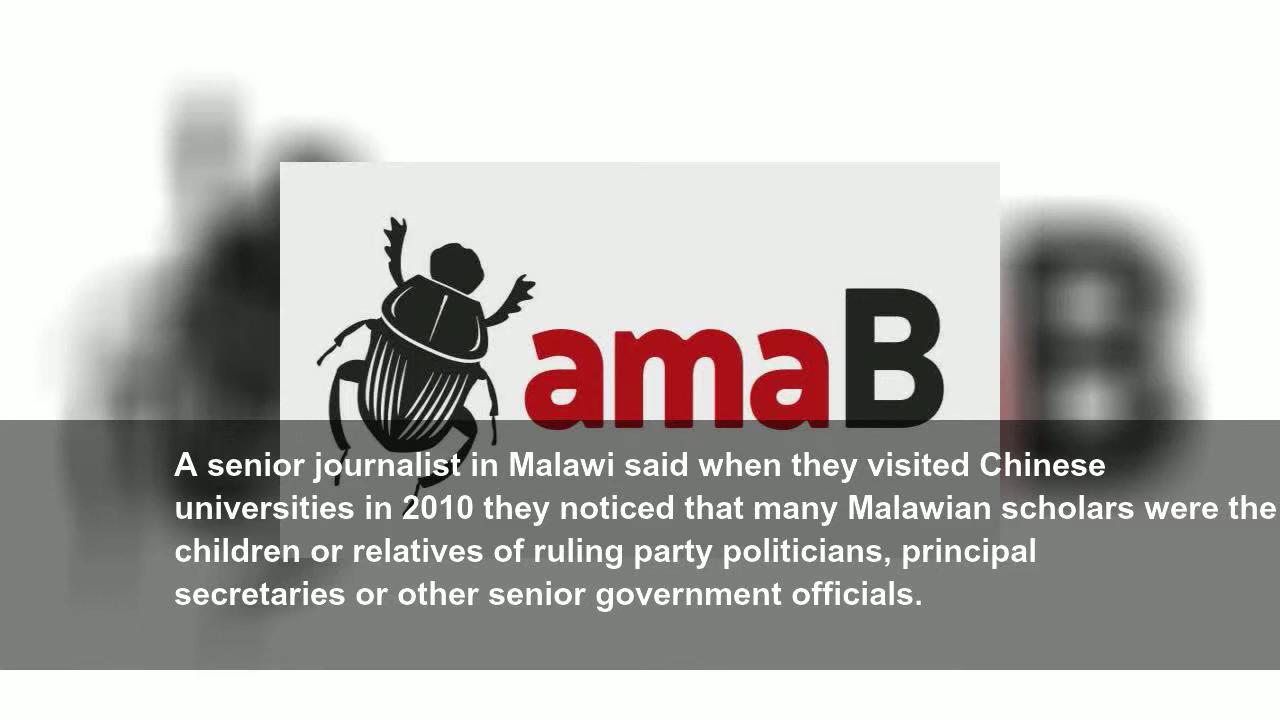 amaB
B
A senior journalist in Malawi said when they visited Chinese
universities in 2010 they noticed that many Malawian scholars were the
children or relatives of ruling party politicians, principal
secretaries or other senior government officials.